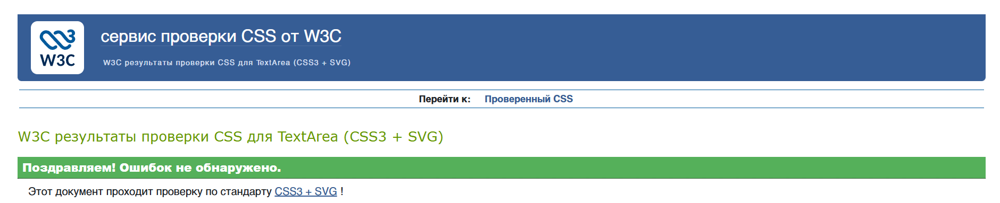 W3C
сервис проверки CSS от W3C
W3C результаты проверки CSS для TextArea (CSS3 + SVG)
Перейти к: Проверенный CSS
W3C результаты проверки CSS для TextArea (CSS3 + SVG)
Поздравляем! Ошибок не обнаружено.
Этот документ проходит проверку по стандарту CSS3 + SVG !